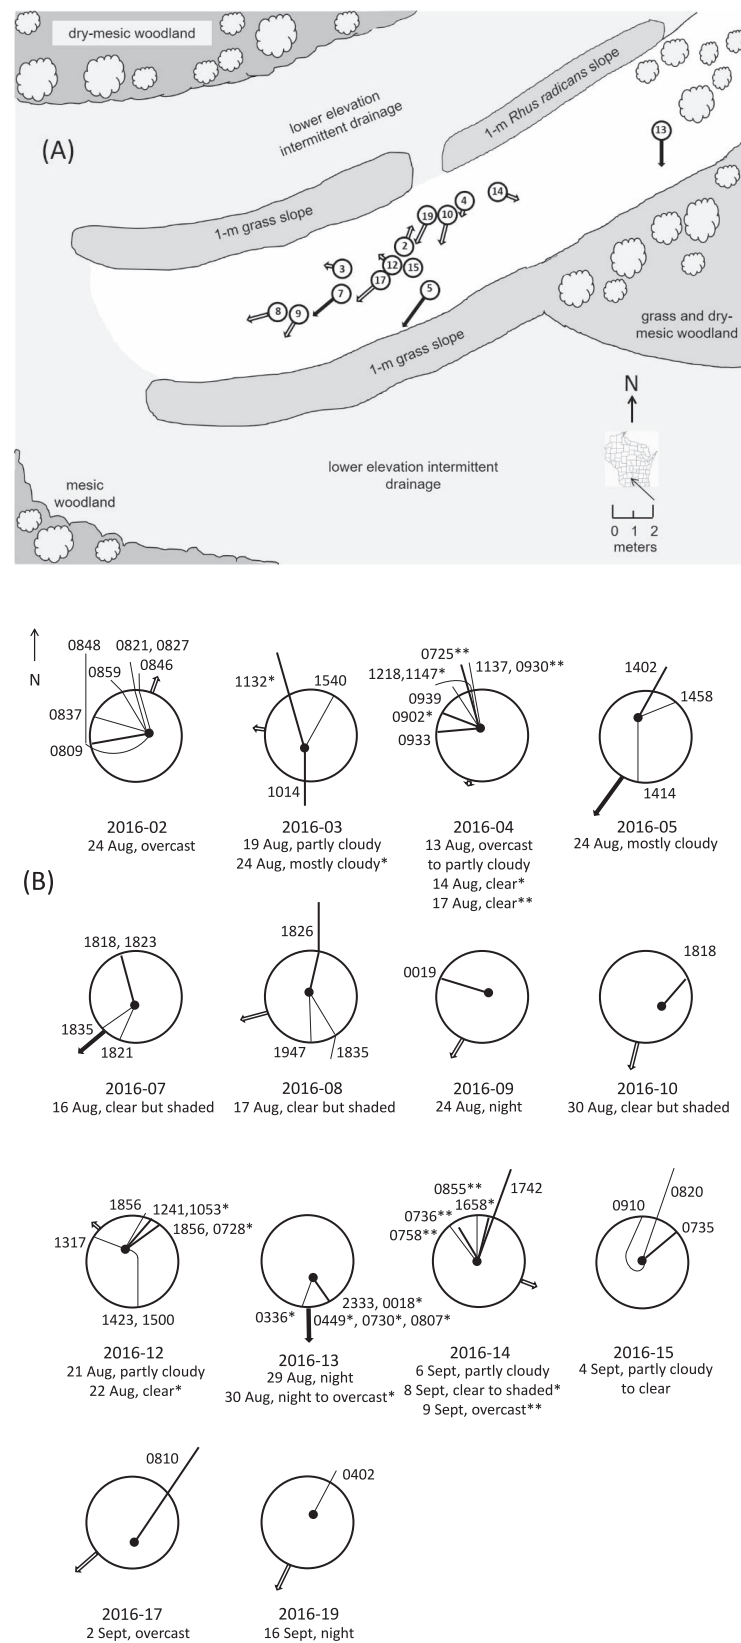 dry-mesic woodland
(A)
lower elevation
intermittent drainage
1-m Rhus radicans slope
13
1-m grass slope
14
4
19
10
2
12
15
3
17
7
5
8
9
grass and dry-
mesic woodland
1-m grass slope
N
lower elevation intermittent
drainage
mesic
woodland
0 1 2
meters
N
0848
0821, 0827
0859
0846
0837
0809
2016-02
24 Aug, overcast
1132*
1540
1014
2016-03
19 Aug, partly cloudy
24 Aug, mostly cloudy*
0725**
1218,1147*
1137, 0930**
0939
0902*
0933
2016-04
13 Aug, overcast
to partly cloudy
14 Aug, clear*
17 Aug, clear**
1402
1458
1414
2016-05
24 Aug, mostly cloudy
(B)
1818, 1823
1835
1821
2016-07
16 Aug, clear but shaded
1826
1947
1835
2016-08
17 Aug, clear but shaded
0019
2016-09
24 Aug, night
1818
2016-10
30 Aug, clear but shaded
1856
1241,1053*
1856, 0728*
1317
1423, 1500
2016-12
21 Aug, partly cloudy
22 Aug, clear*
0336*
2333, 0018*
0449*, 0730*, 0807*
2016-13
29 Aug, night
30 Aug, night to overcast*
0855**
1742
1658*
0736**
0758**
2016-14
6 Sept, partly cloudy
8 Sept, clear to shaded*
9 Sept, overcast**
0910
0820
0735
2016-15
4 Sept, partly cloudy
to clear
0810
2016-17
2 Sept, overcast
0402
2016-19
16 Sept, night